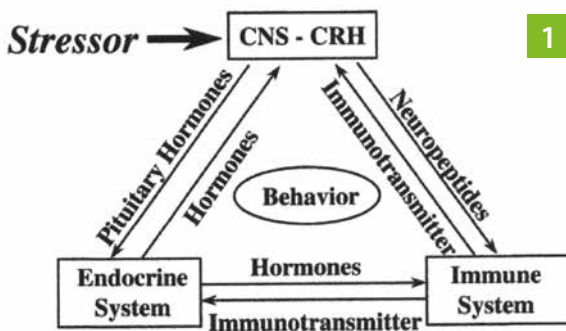 Stressor
CNS - CRH
1
Pituitary Hormones
Hormones
Immunotransmitter
Neuropeptides
Behavior
Endocrine
System
Hormones
Immunotransmitter
Immune
System